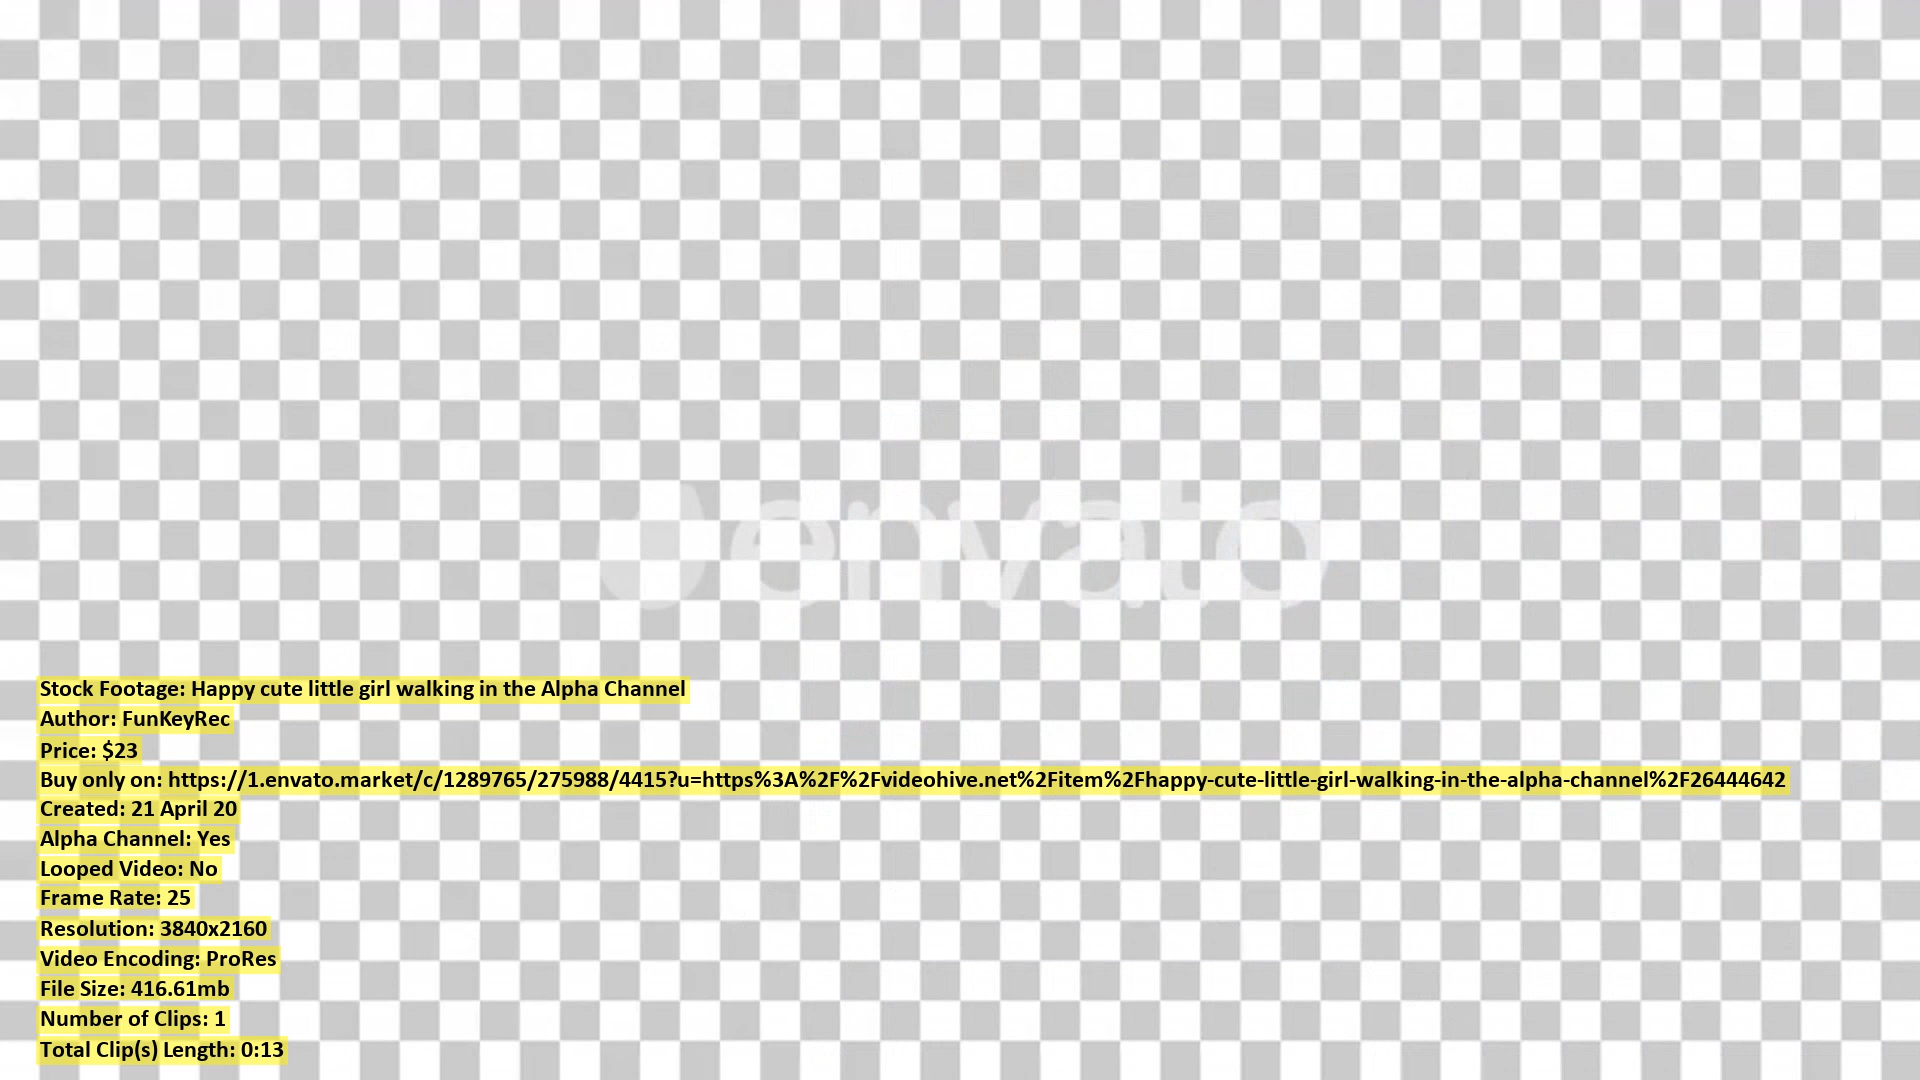 envato
Stock Footage: Happy cute little girl walking in the Alpha Channel
Author: FunKeyRec
Price: $23
Buy only on: https://1.envato.market/c/1289765/275988/4415?u=https%3A%2F%2Fvideohive.net%2Fitem%2Fhappy-cute-little-girl-walking-in-the-alpha-channel%2F26444642
Created: 21 April 20
Alpha Channel: Yes
Looped Video: No
Frame Rate: 25
Resolution: 3840x2160
Video Encoding: ProRes
File Size: 416.61mb
Number of Clips: 1
Total Clip(s) Length: 0:13